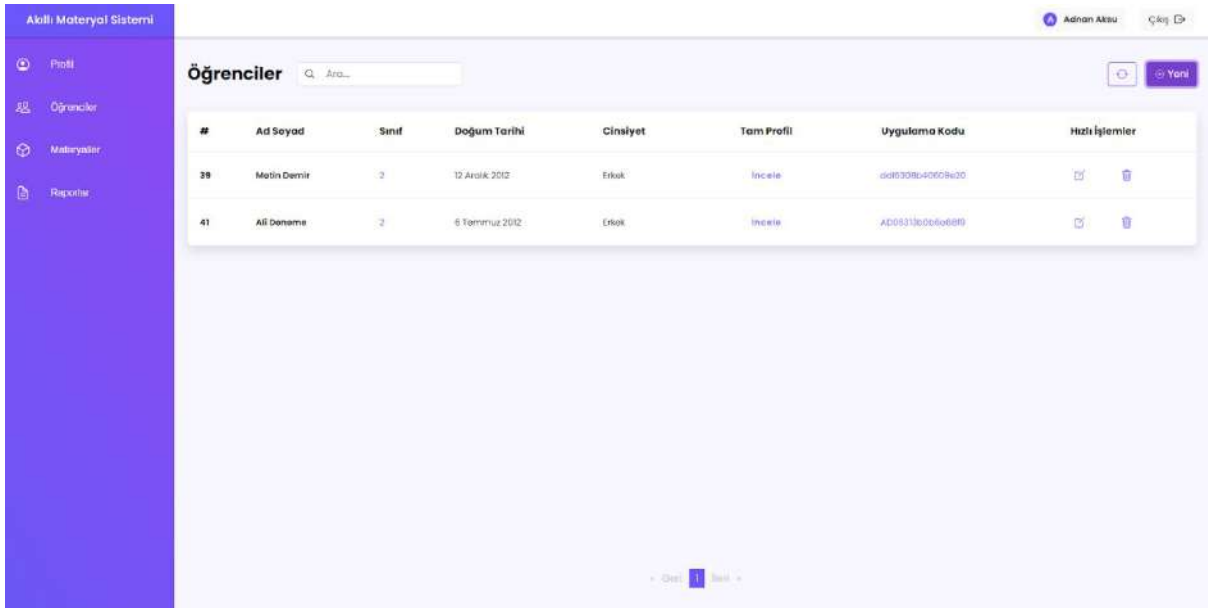 Akıllı Materyal Sistemi
Adnan Aksu Çıkış
Profil
Öğrenciler Ara... Yeni
Öğrenciler
# Ad Soyad Sınıf Doğum Tarihi Cinsiyet Tam Profil Uygulama Kodu Hızlı İşlemler
Materyaller
39 Metin Demir 2 12 Aralık 2012 Erkek İncele
Raporlar
41 Ali Deneme 2 6 Temmuz 2012 Erkek İncele
« Önceki 1